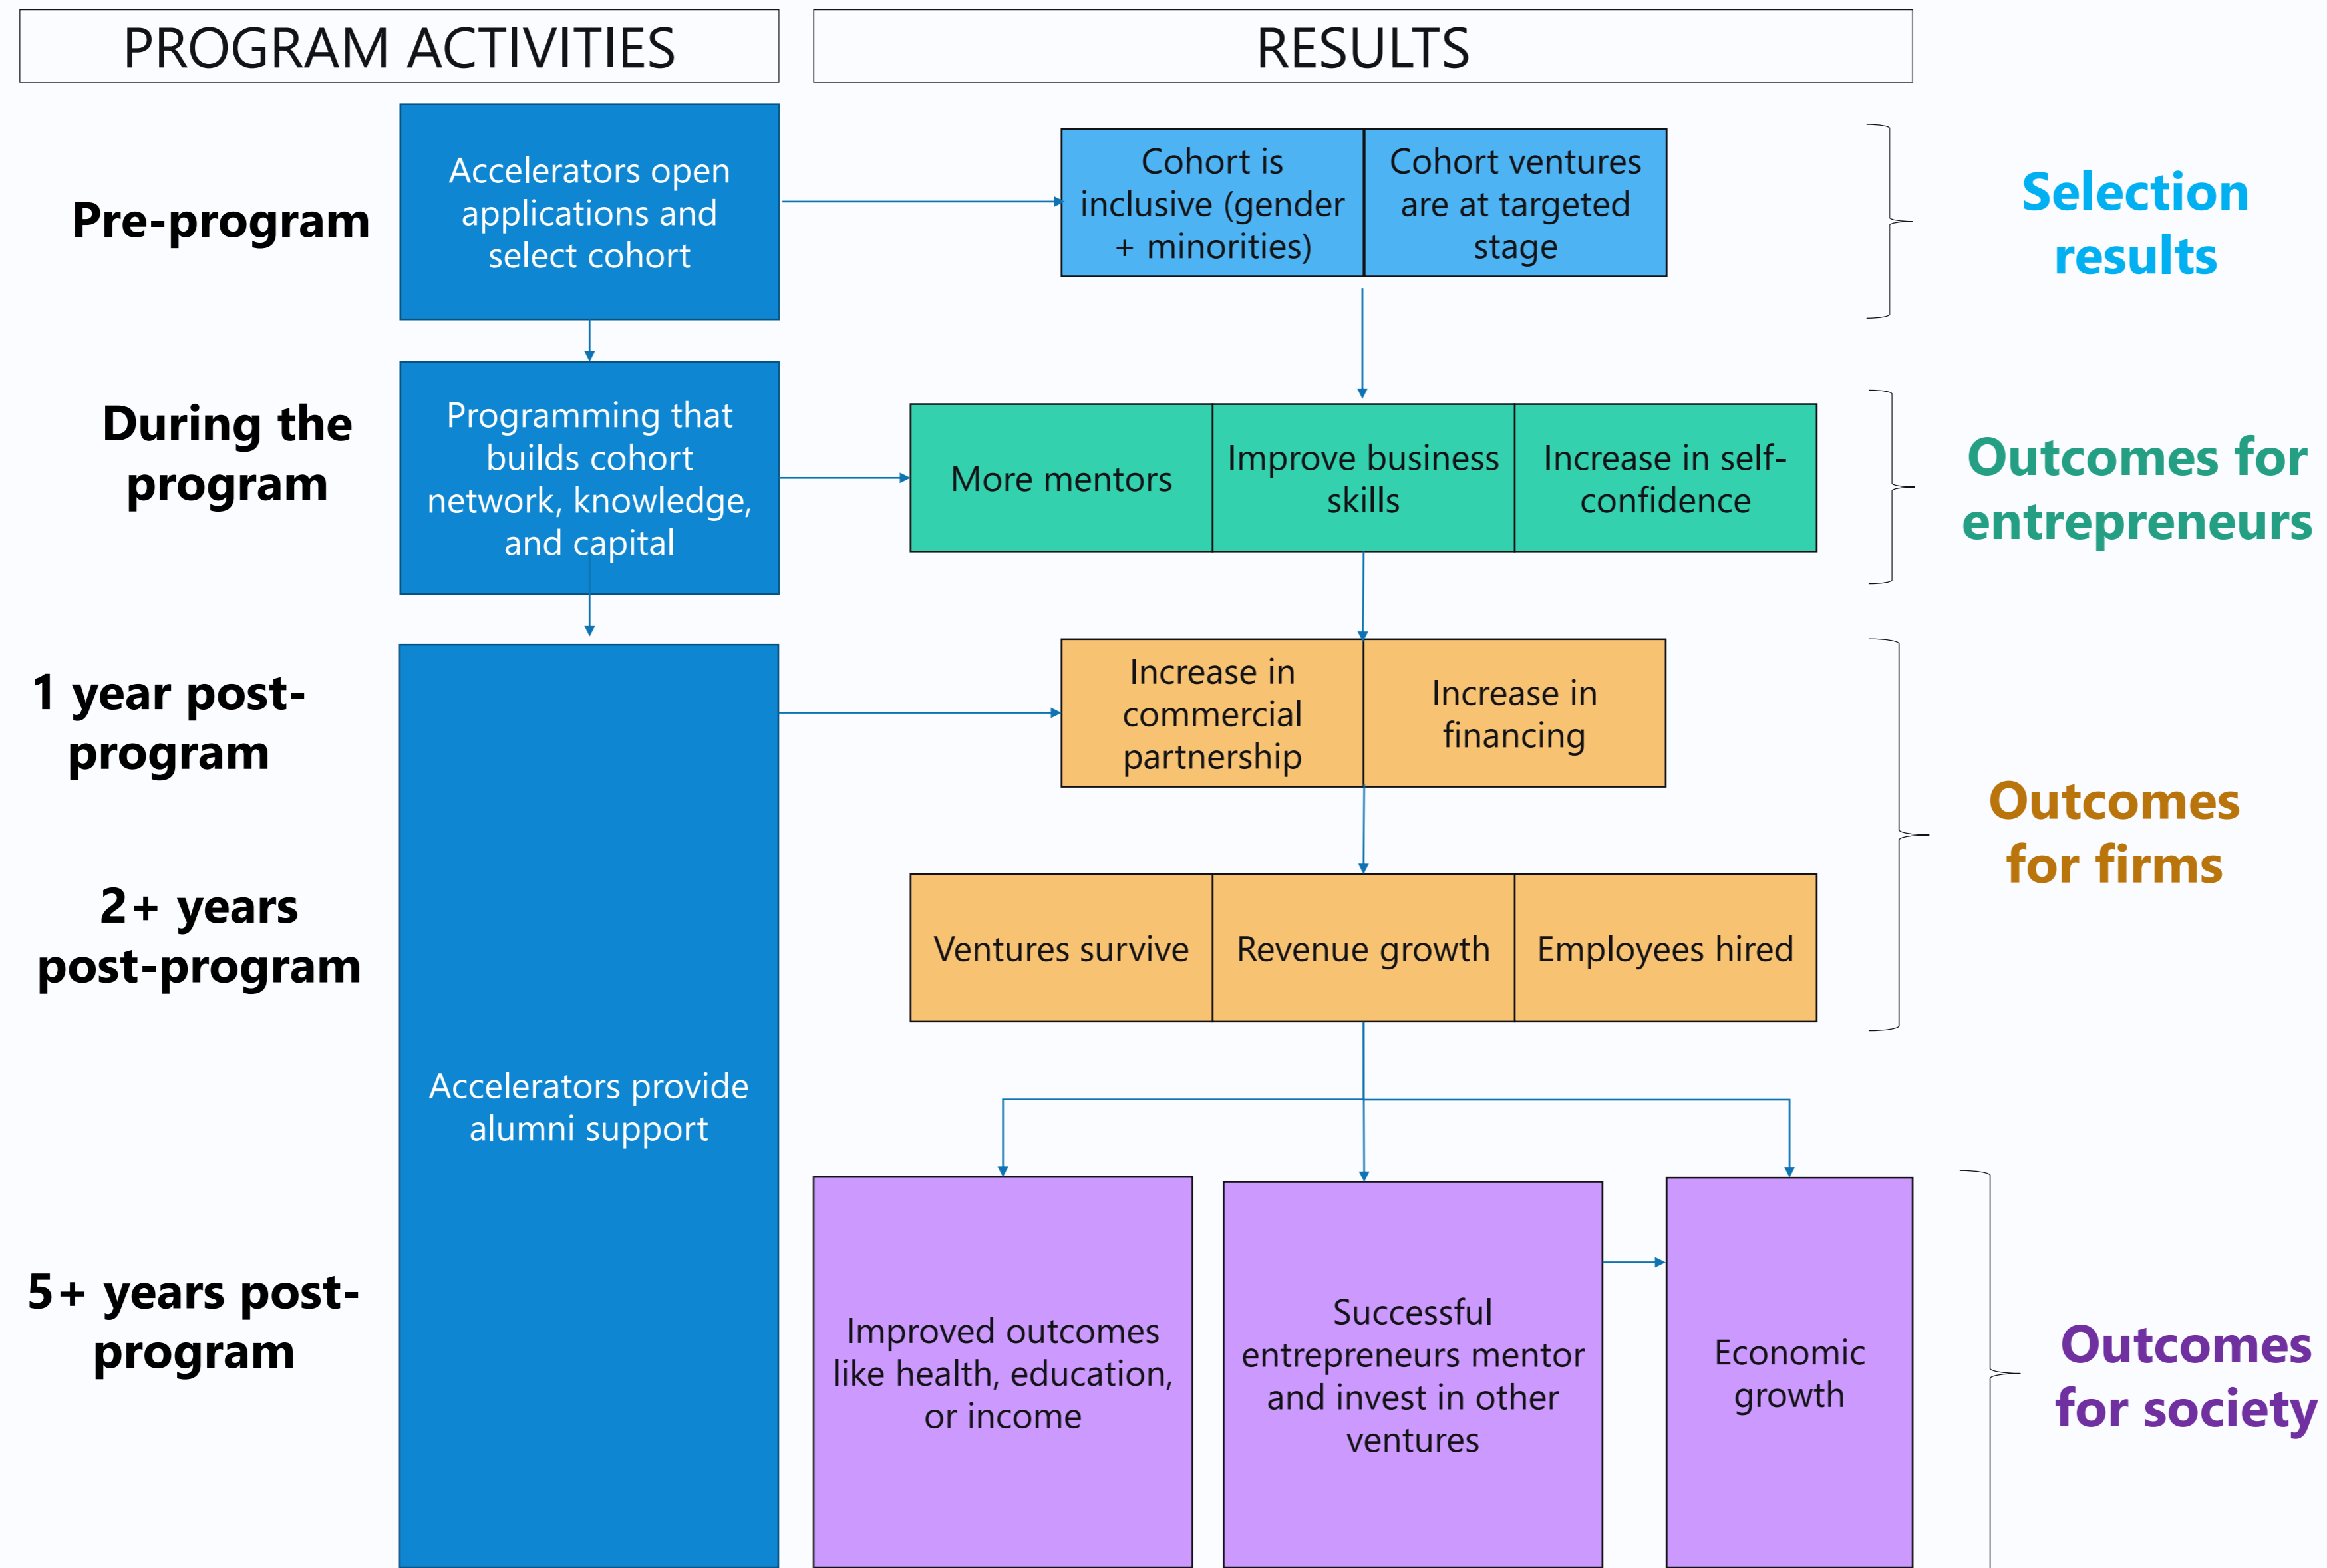 PROGRAM ACTIVITIES
RESULTS
Pre-program
Accelerators open
applications and
select cohort
Cohort is
inclusive (gender
+ minorities)
Cohort ventures
are at targeted
stage
Selection
results
During the
program
Programming that
builds cohort
network, knowledge,
and capital
More mentors
Improve business
skills
Increase in self-
confidence
Outcomes for
entrepreneurs
1 year post-
program
Increase in
commercial
partnership
Increase in
financing
Outcomes
for firms
2+ years
post-program
Ventures survive
Revenue growth
Employees hired
Accelerators provide
alumni support
5+ years post-
program
Improved outcomes
like health, education,
or income
Successful
entrepreneurs mentor
and invest in other
ventures
Economic
growth
Outcomes
for society